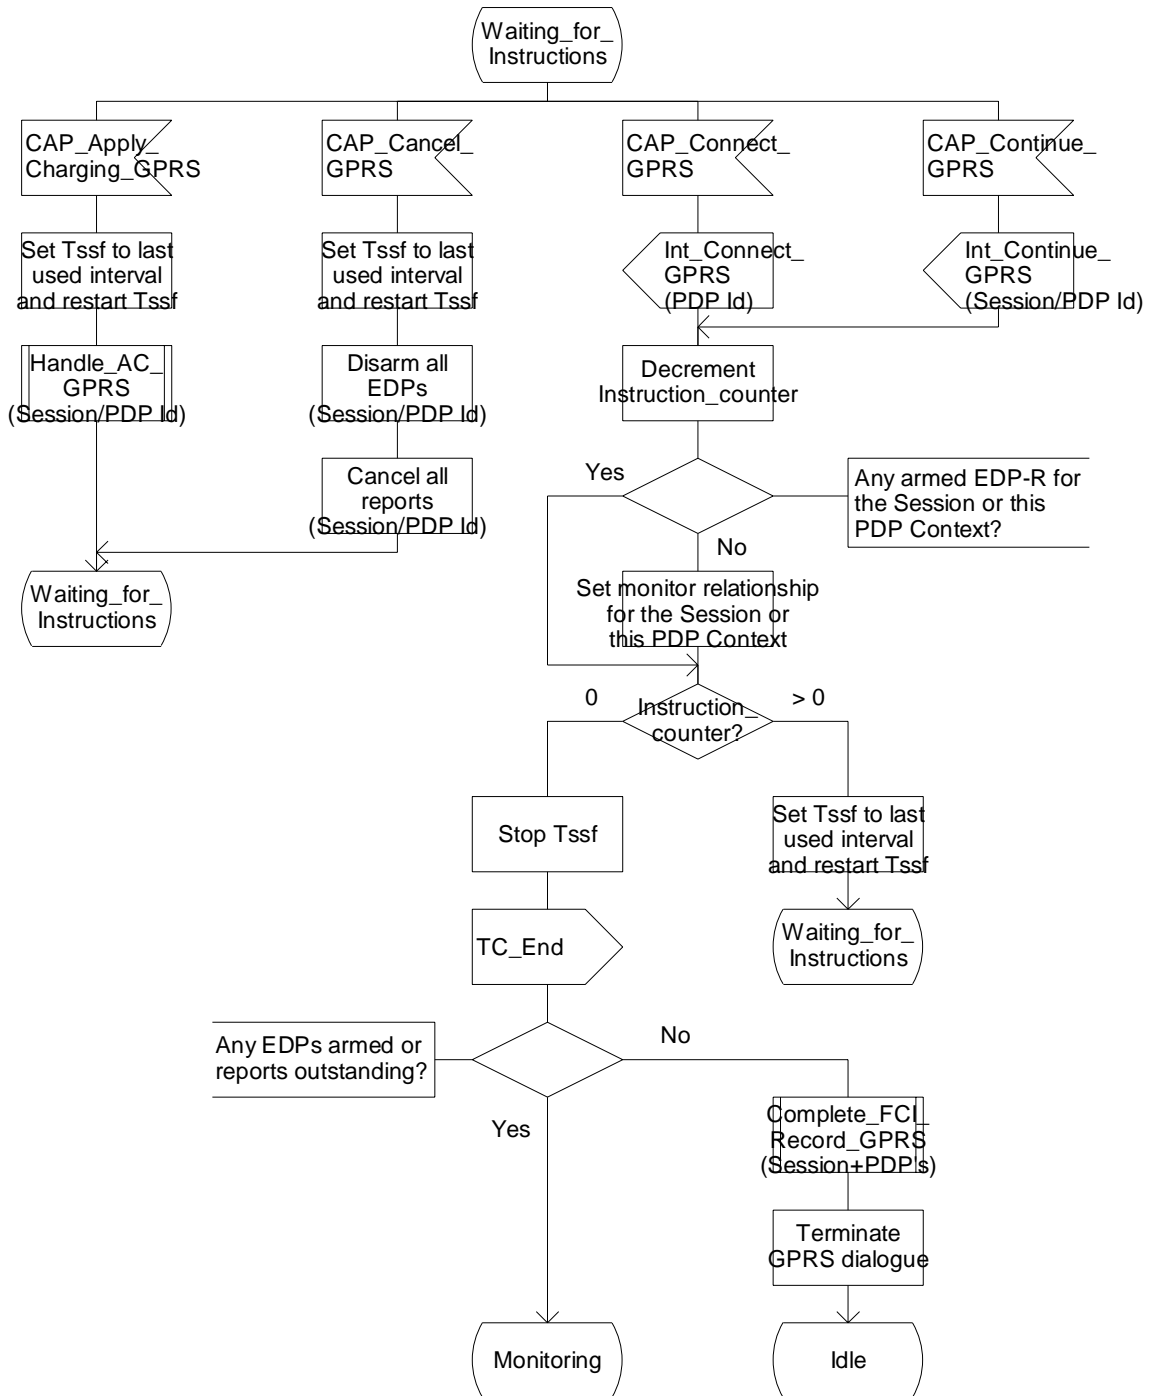 Waiting_for_
Instructions
CAP_Apply_
Charging_GPRS
CAP_Cancel_
GPRS
CAP_Connect_
GPRS
CAP_Continue_
GPRS
Set Tssf to last
used interval
and restart Tssf
Set Tssf to last
used interval
and restart Tssf
Int_Connect_
GPRS
(PDP Id)
Int_Continue_
GPRS
(Session/PDP Id)
Handle_AC_
GPRS
(Session/PDP Id)
Disarm all
EDPs
(Session/PDP Id)
Decrement
Instruction_counter
Cancel all
reports
(Session/PDP Id)
Yes
Any armed EDP-R for
the Session or this
PDP Context?
No
Waiting_for_
Instructions
Set monitor relationship
for the Session or
this PDP Context
0
Instruction_
counter?
> 0
Stop Tssf
Set Tssf to last
used interval
and restart Tssf
TC_End
Waiting_for_
Instructions
Any EDPs armed or
reports outstanding?
No
Yes
Complete_FCI_
Record_GPRS
(Session+PDP's)
Terminate
GPRS dialogue
Monitoring
Idle